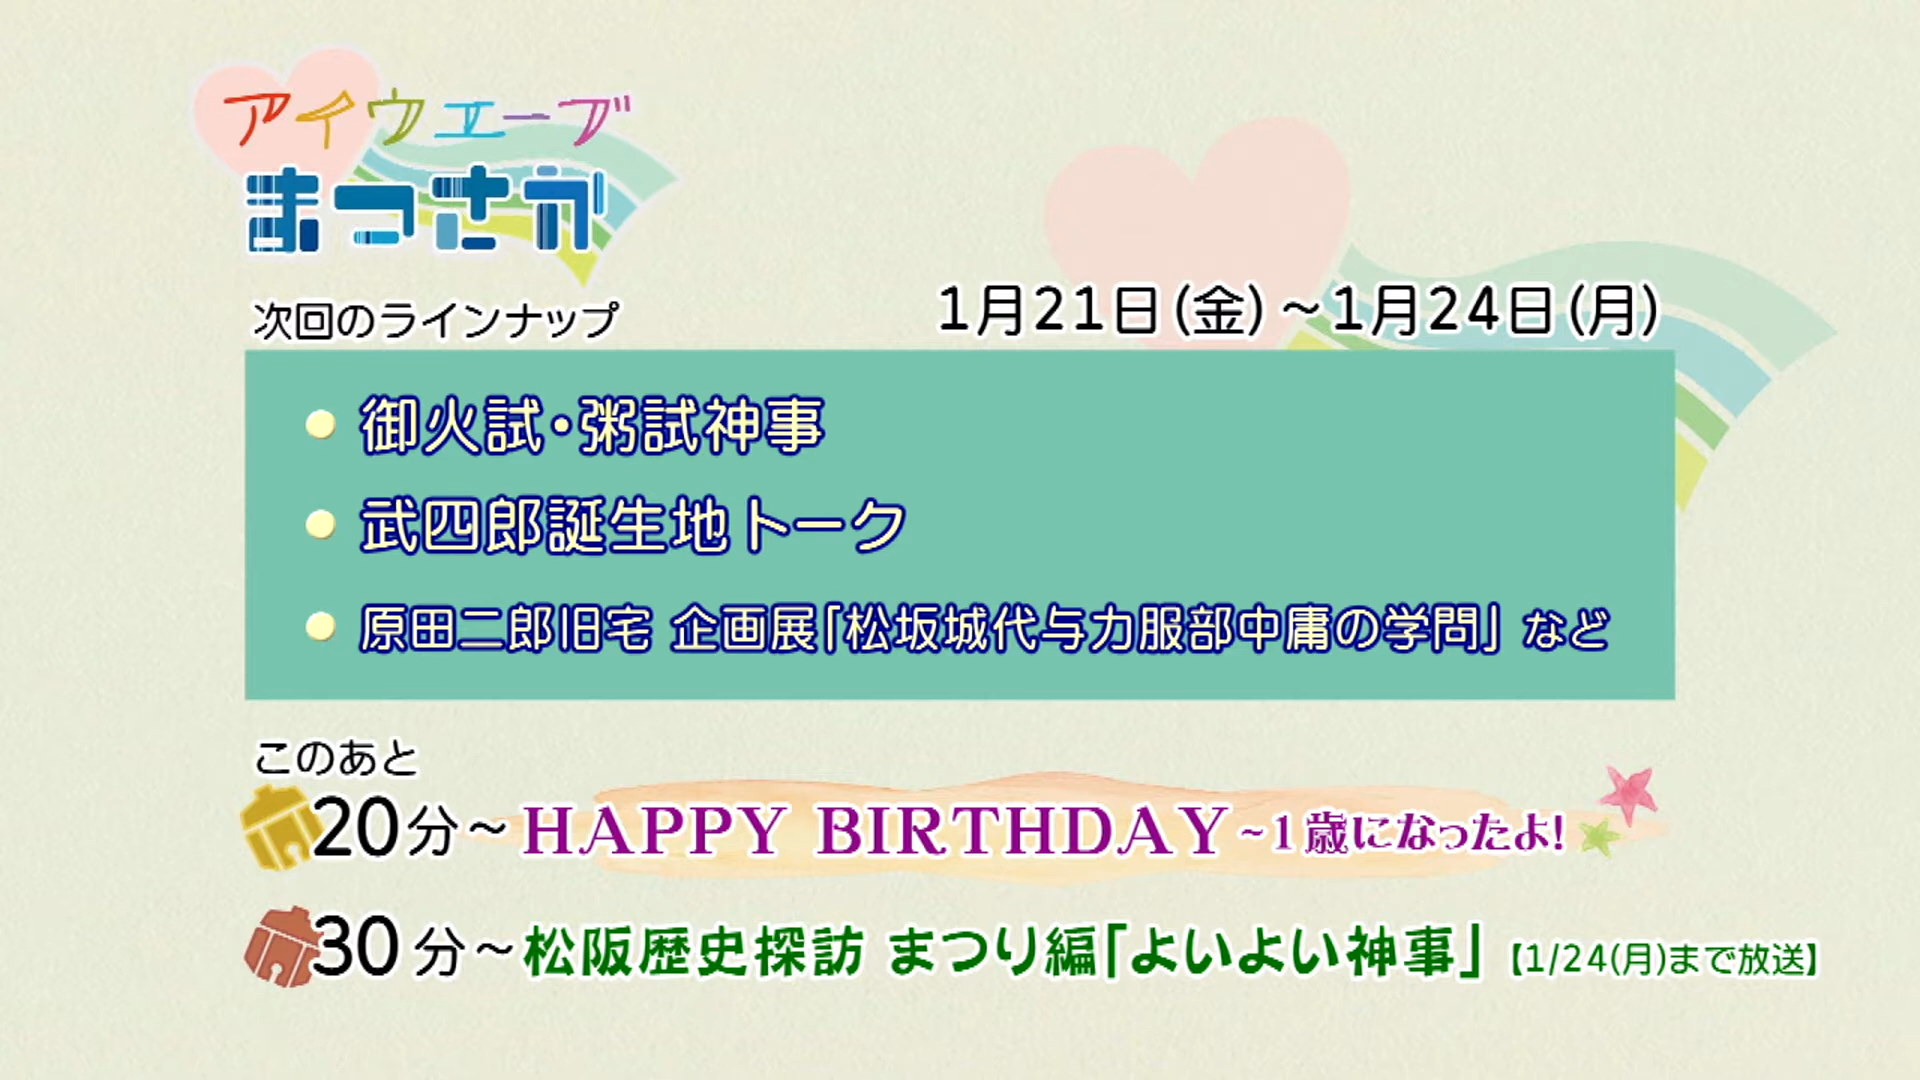 アイウエーブ
まつさか
次回のラインナップ
1月21日(金)~1月24日(月)
御火試・粥試神事
武四郎誕生地トーク
原田二郎旧宅 企画展「松坂城代与力服部中庸の学問」 など
このあと
20分~HAPPY BIRTHDAY~1歳になったよ!
30分~松阪歴史探訪 まつり編「よいよい神事」【1/24(月)まで放送】